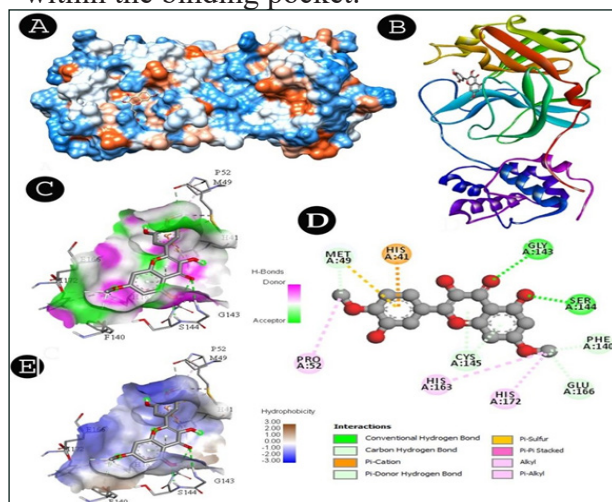 within the binding pocket.
A
B
C
P52
M49
H41
F140
S144
G143
H-Bonds
Donor
Acceptor
D
MET
A:49
HIS
A:41
GLY
A:143
SER
A:144
PHE
A:140
GLU
A:166
HIS
A:172
HIS
A:163
CYS
A:145
PRO
A:52
E
P52
M49
F140
S144
G143
Hydrophobicity
3.00
2.00
1.00
0.00
-1.00
-2.00
-3.00
Interactions
Conventional Hydrogen Bond
Carbon Hydrogen Bond
Pi-Cation
Pi-Donor Hydrogen Bond
Pi-Sulfur
Pi-Pi Stacked
Alkyl
Pi-Alkyl